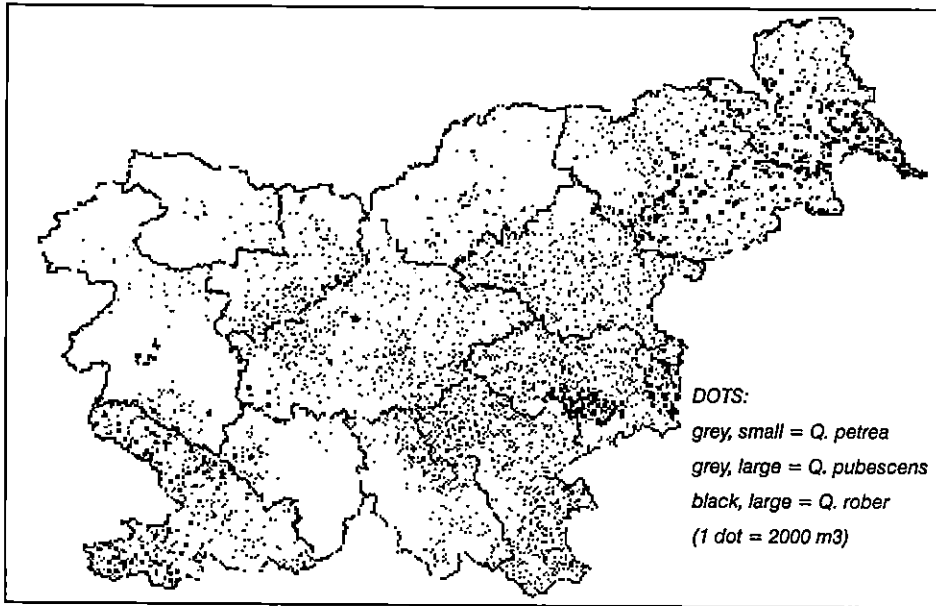 DOTS:
grey, small = Q. petrea
grey, large = Q. pubescens
black, large = Q. rober
(1 dot = 2000 m3)